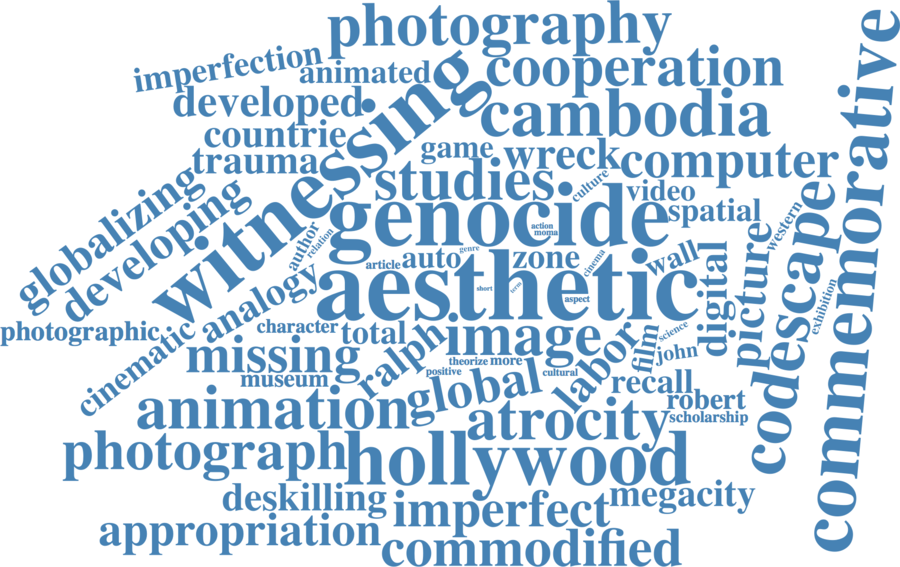 photography
imperfection
animated
cooperation
developed
cambodia
countrie
witnessing
commemorative
game
wreck
computer
trauma
studies
culture
video
globalizing
developing
genocide
spatial
action
moma
western
author
relation
article
auto
genre
zone
cinema
wall
digital
picture
codescape
aesthetic
short
term
aspect
exhibition
photographic
analogy
character
total
image
science
cinematic
missing
ralph
theorize
more
labor
film
john
museum
positive
cultural
global
recall
robert
animation
atrocity
scholarship
photograph
hollywood
deskilling
imperfect
megacity
appropriation
commodified